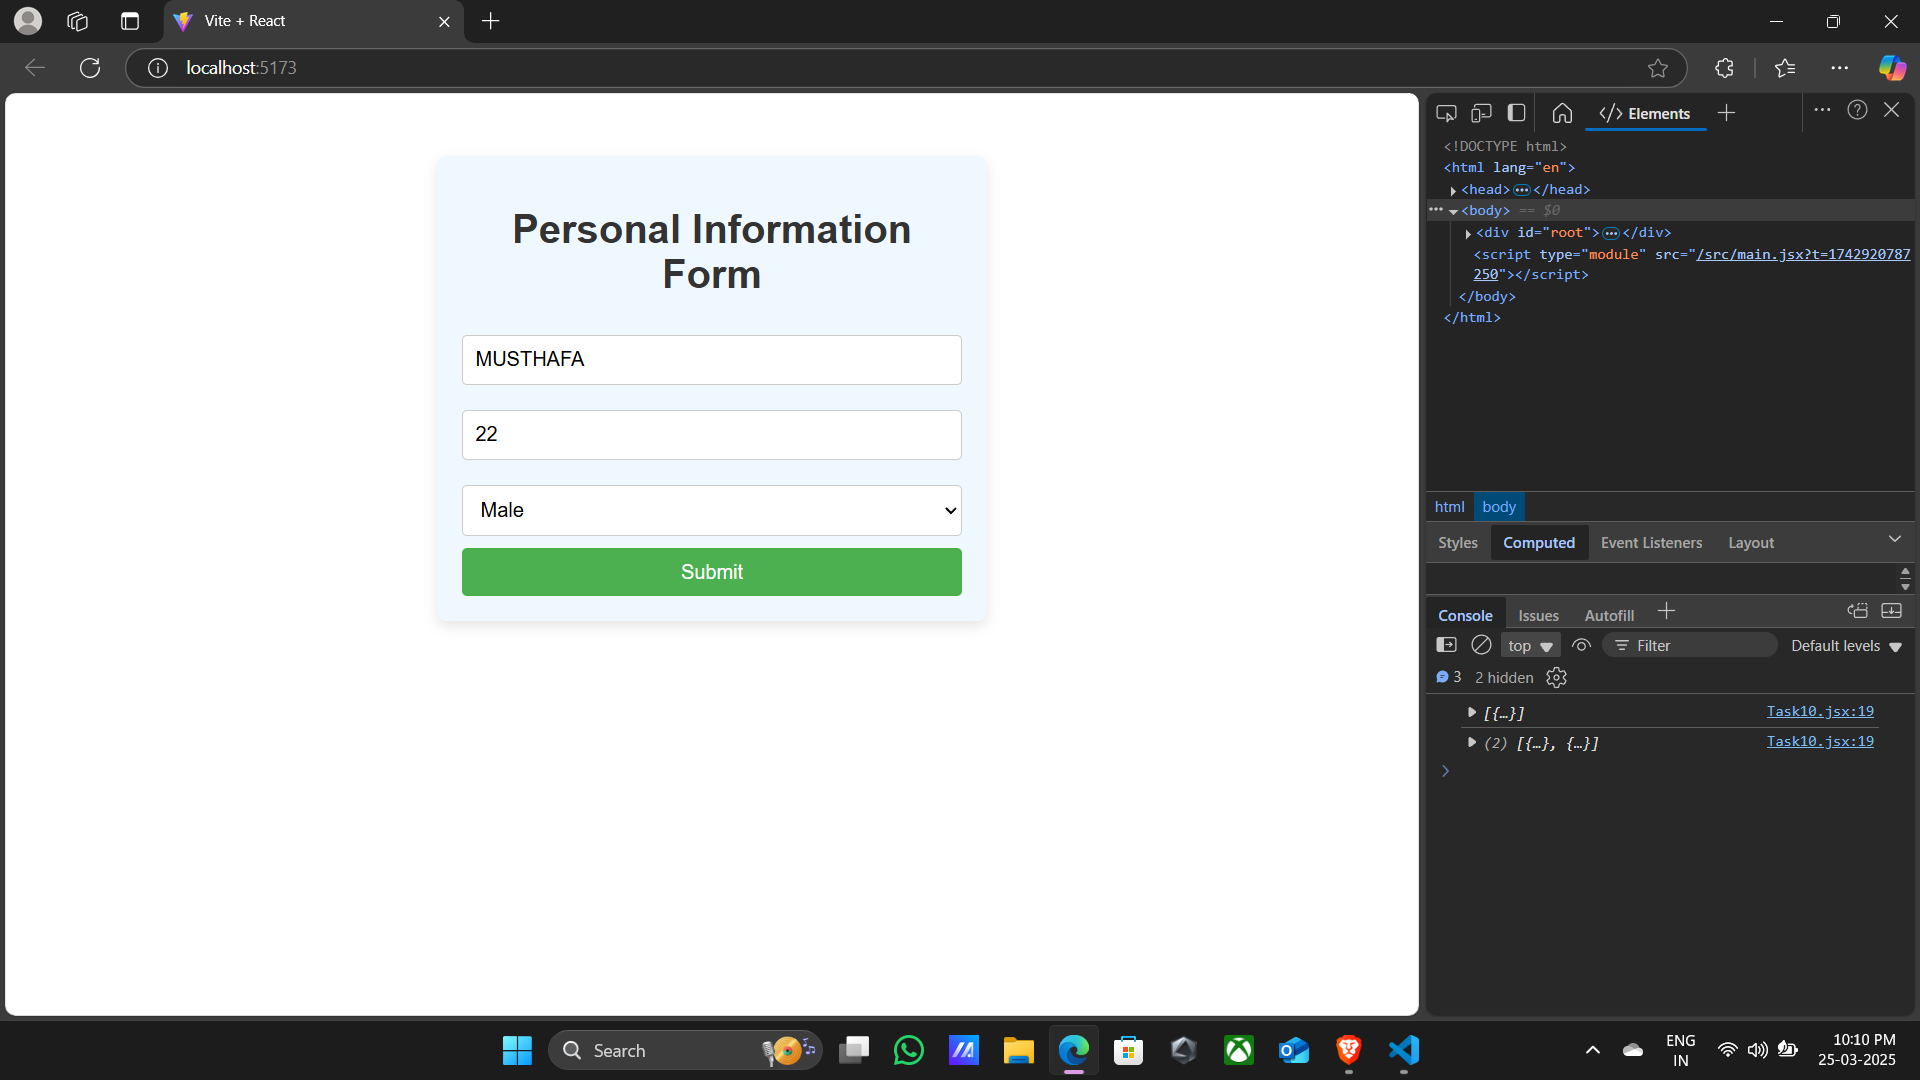 Vite + React
localhost:5173
Personal Information
Form
MUSTHAFA
22
Male
Submit
Elements
<!DOCTYPE html>
<html lang="en">
<head>…</head>
<body> == $0
<div id="root">…</div>
<script type="module" src="/src/main.jsx?t=1742920787
250"></script>
</body>
</html>
html body
Styles Computed Event Listeners Layout
Console Issues Autofill
top Filter Default levels
3 2 hidden
[{…}] Task10.jsx:19
(2) [{…}, {…}] Task10.jsx:19
Search
ENG
IN
10:10 PM
25-03-2025